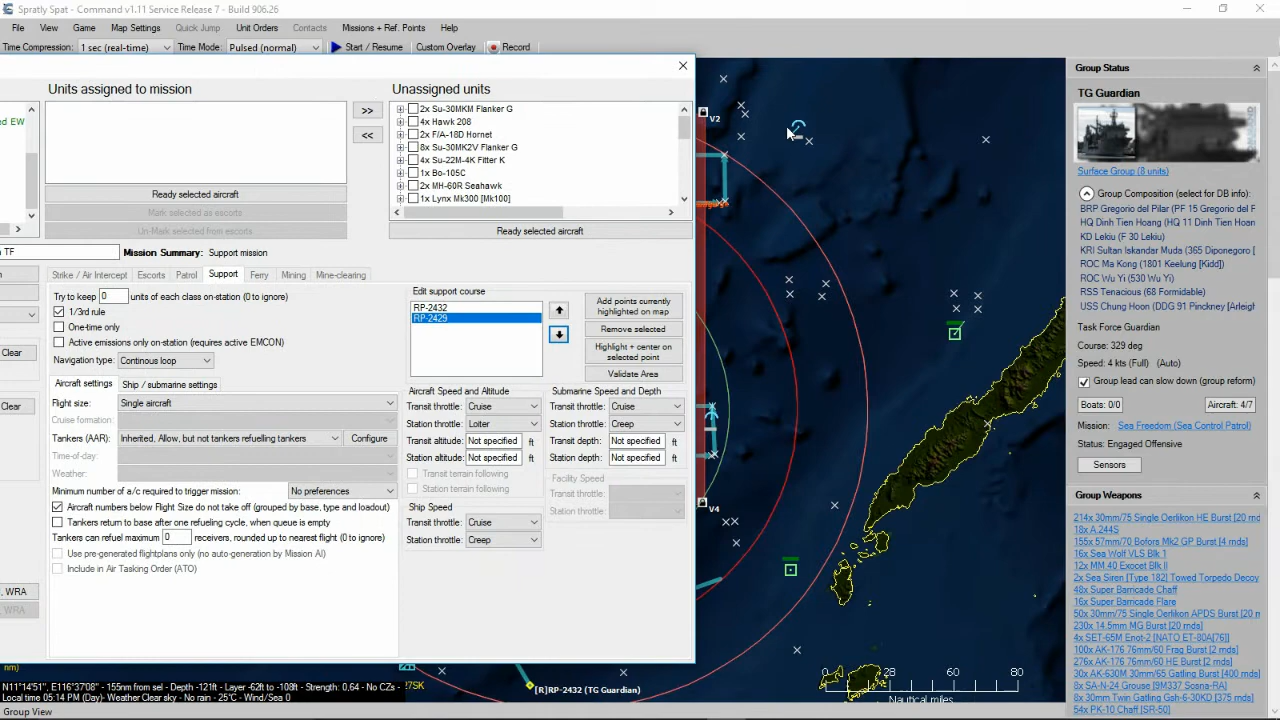 Spratly Spat - Command v1.11 Service Release 7 - Build 906.26
File View Game Map Settings Quick Jump Unit Orders Contacts Missions + Ref. Points Help
Time Compression: 1 sec (real-time) Time Mode: Pulsed (normal) Start / Resume Custom Overlay Record
Units assigned to mission
Unassigned units
ed EW
>>
<<
2x Su-30MKM Flanker G
4x Hawk 208
2x F/A-18D Hornet
8x Su-30MK2V Flanker G
4x Su-22M-4K Fitter K
1x Bo-105C
2x MH-60R Seahawk
1x Lynx Mk300 [Mk100]
Ready selected aircraft
Mark selected as escorts
Un-Mark selected from escorts
Ready selected aircraft
TF
Mission Summary: Support mission
Strike / Air Intercept Escorts Patrol Support Ferry Mining Mine-clearing
Try to keep 0 units of each class on-station (0 to ignore)
1/3rd rule
One-time only
Active emissions only on-station (requires active EMCON)
Navigation type: Continous loop
Clear
Clear
, WRA
WRA
Aircraft settings Ship / submarine settings
Flight size: Single aircraft
Cruise formation:
Tankers (AAR): Inherited, Allow, but not tankers refuelling tankers Configure
Time-of-day:
Weather:
Minimum number of a/c required to trigger mission: No preferences
Aircraft numbers below Flight Size do not take off (grouped by base, type and loadout)
Tankers return to base after one refueling cycle, when queue is empty
Tankers can refuel maximum 0 receivers, rounded up to nearest flight (0 to ignore)
Use pre-generated flightplans only (no auto-generation by Mission AI)
Include in Air Tasking Order (ATO)
Edit support course
RP-2432
RP-2429
Add points currently highlighted on map
Remove selected
Highlight + center on selected point
Validate Area
Aircraft Speed and Altitude
Transit throttle: Cruise
Station throttle: Loiter
Transit altitude: Not specified ft
Station altitude: Not specified ft
Transit terrain following
Station terrain following
Ship Speed
Transit throttle: Cruise
Station throttle: Creep
Submarine Speed and Depth
Transit throttle: Cruise
Station throttle: Creep
Transit depth: Not specified ft
Station depth: Not specified ft
Facility Speed
Transit throttle:
Station throttle:
V2
V4
[R]RP-2432 (TG Guardian)
0 20 40 60 80
Nautical miles
nm)
N11°14'51", E116°37'08" - 155nm from sel - Depth -121ft - Layer -62ft to -108ft - Strength: 0,64 - No CZs -
Local time: 05:14 PM (Day)- Weather Clear sky - No rain - 25°C - Wind/Sea 0
Group View
Group Status
TG Guardian
Surface Group (8 units)
Group Composition (select for DB info):
BRP Gregorio del Pilar (PF 15 Gregorio del F
HQ Dinh Tien Hoang (HQ 11 Dinh Tien Hoan
KD Lekiu (F 30 Lekiu)
KRI Sultan Iskandar Muda (365 Diponegoro [
ROC Ma Kong (1801 Keelung [Kidd])
ROC Wu Yi (530 Wu Yi)
RSS Tenacious (68 Formidable)
USS Chung Hoon (DDG 91 Pinckney [Arleigh
Task Force Guardian
Course: 329 deg
Speed: 4 kts (Full) (Auto)
Group lead can slow down (group reform)
Boats: 0/0
Aircraft: 4/7
Mission: Sea Freedom (Sea Control Patrol)
Status: Engaged Offensive
Sensors
Group Weapons
214x 30mm/75 Single Oerlikon HE Burst [20 rnd
18x A.244S
155x 57mm/70 Bofors Mk2 GP Burst [4 rnds]
16x Sea Wolf VLS Blk 1
12x MM.40 Exocet Blk II
2x Sea Siren [Type 182] Towed Torpedo Decoy
48x Super Barricade Chaff
16x Super Barricade Flare
50x 30mm/75 Single Oerlikon APDS Burst [20 rn
230x 14.5mm MG Burst [10 rnds]
4x SET-65M Enot-2 [NATO ET-80A[76]]
100x AK-176 76mm/60 Frag Burst [2 rnds]
276x AK-176 76mm/60 HE Burst [2 rnds]
30x AK-630M 30mm/65 Gatling Burst [400 rnds]
8x SA-N-24 Grouse [9M337 Sosna-RA]
8x 30mm Twin Gatling Gsh-6-30KD [375 rnds]
54x PK-10 Chaff [SR-50]